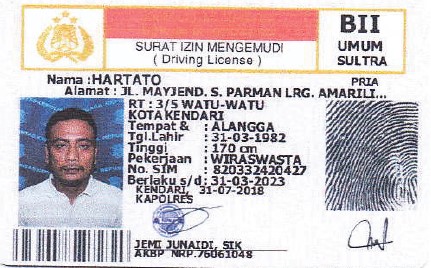 BII
UMUM
SULTRA
SURAT IZIN MENGEMUDI
( Driving License )
Nama : HARTATO
PRIA
Alamat : JL. MAYJEND. S. PARMAN LRG. AMARILI...
RT : 3/5 WATU-WATU
KOTA KENDARI
Tempat & : ALANGGA
Tgl.Lahir : 31-03-1982
Tinggi : 170 cm
Pekerjaan : WIRASWASTA
No. SIM : 820332420427
Berlaku s/d : 31-03-2023
KENDARI, 31-07-2018
KAPOLRES
JEMI JUNAIDI, SIK
AKBP NRP.76061048